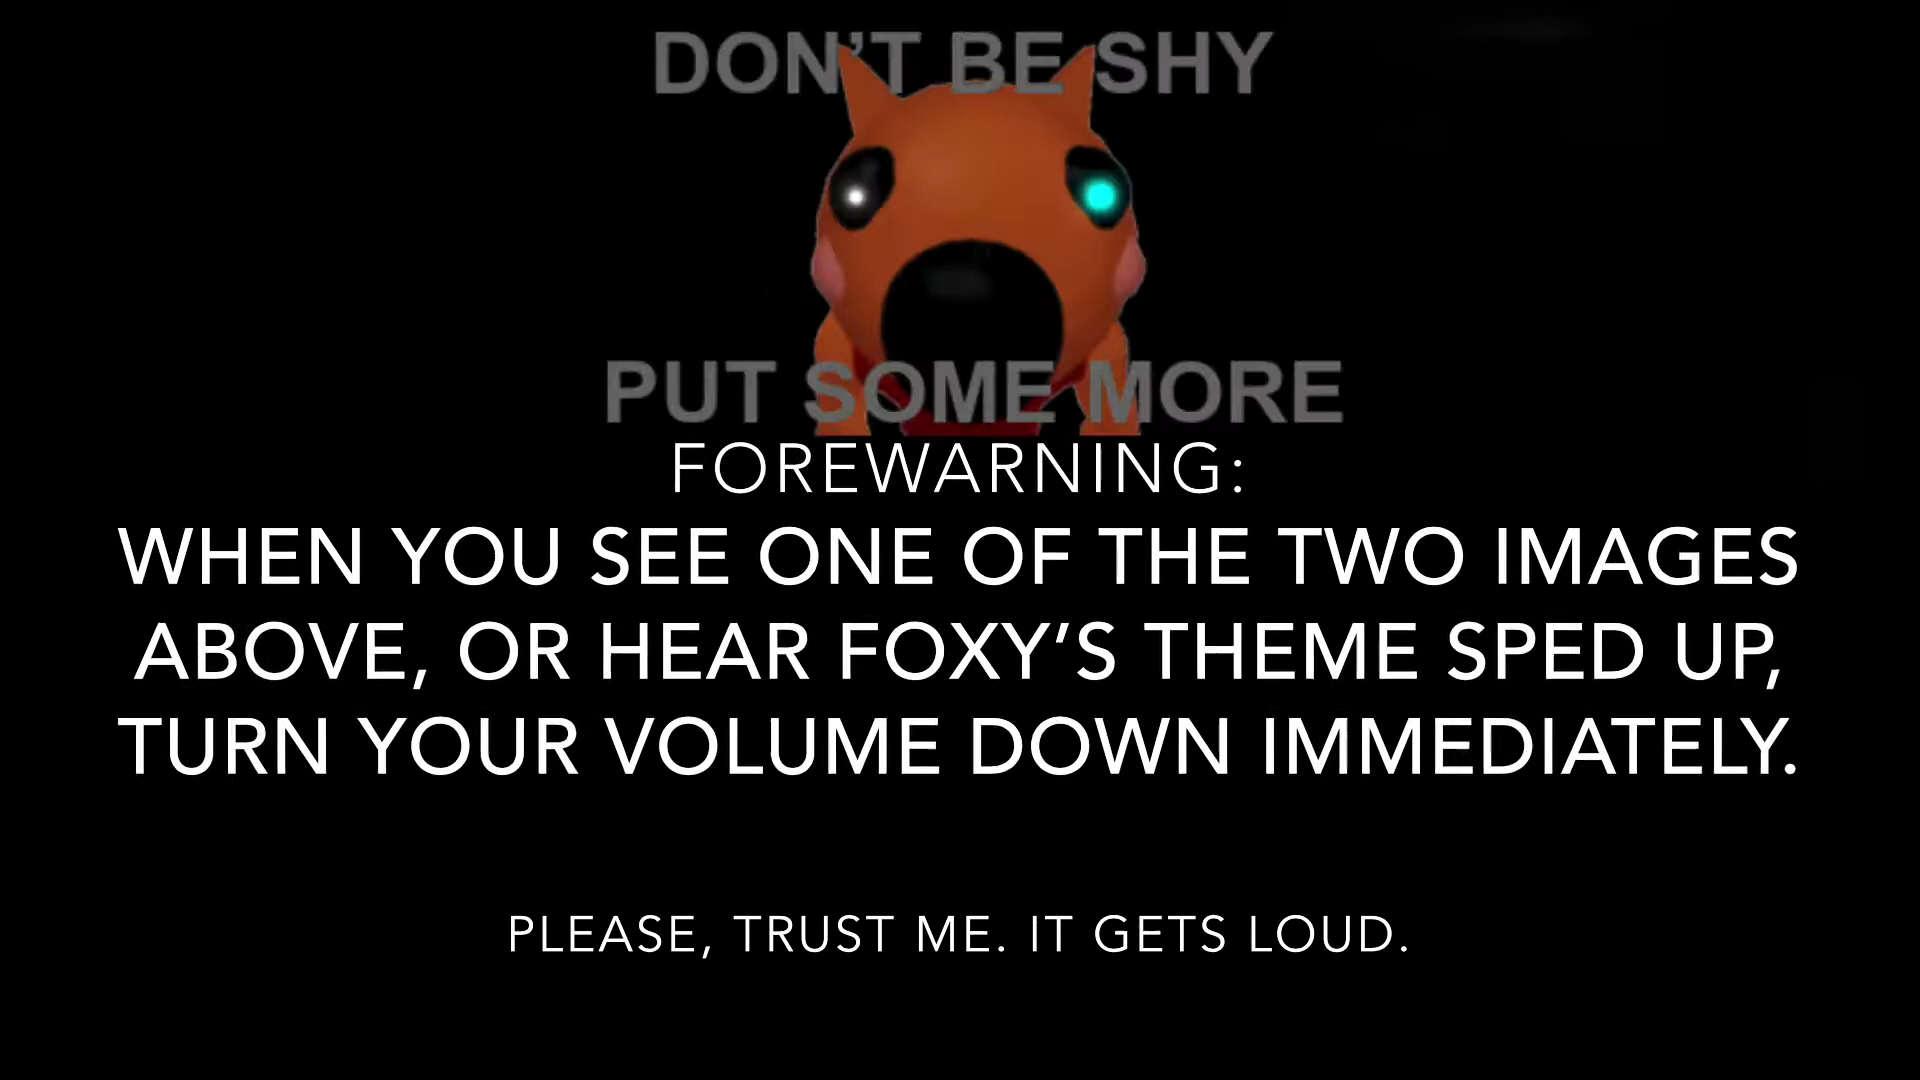 DON'T BE SHY
PUT SOME MORE
FOREWARNING:
WHEN YOU SEE ONE OF THE TWO IMAGES
ABOVE, OR HEAR FOXY'S THEME SPED UP,
TURN YOUR VOLUME DOWN IMMEDIATELY.
PLEASE, TRUST ME. IT GETS LOUD.